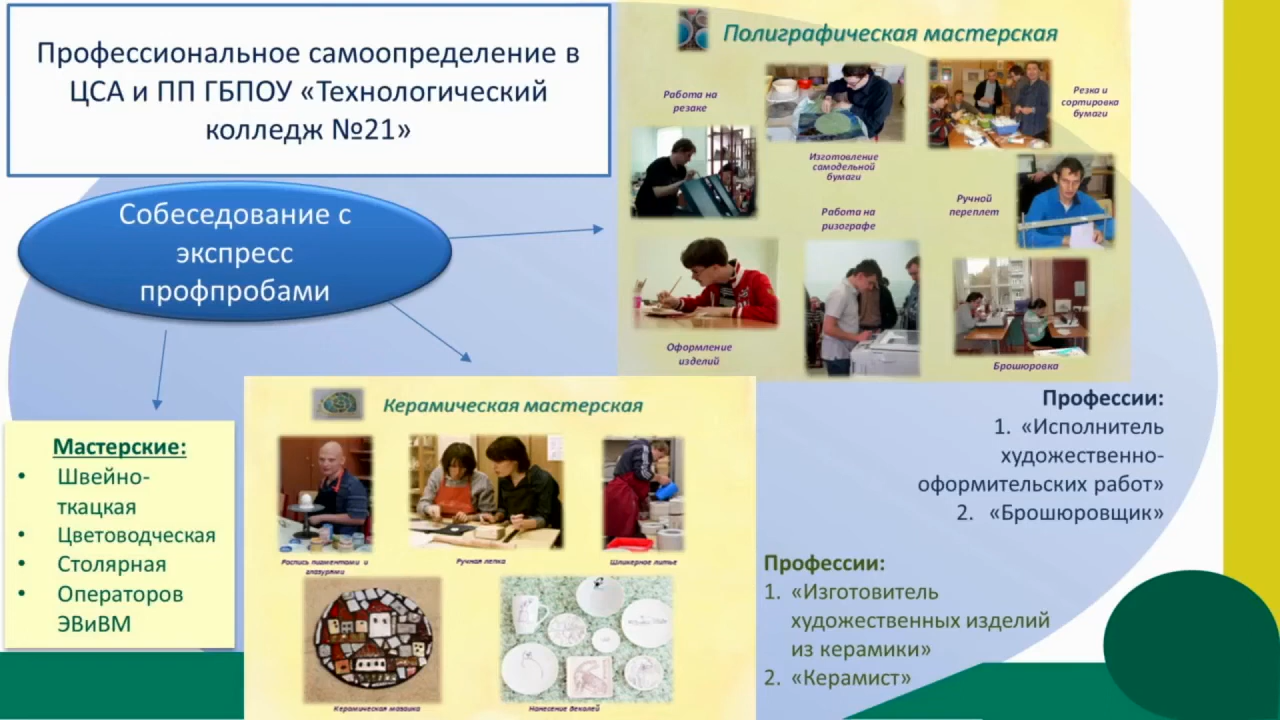 Профессиональное самоопределение в
ЦСА и ПП ГБПОУ «Технологический
колледж №21»
Собеседование с
экспресс
профпробами
Полиграфическая мастерская
Работа на
резаке
Резка и
сортировка
бумаги
Изготовление
самодельной
бумаги
Ручной
переплет
Работа на
ризографе
Оформление
изделий
Брошюровка
Профессии:
1. «Исполнитель
художественно-
оформительских работ»
2. «Брошюровщик»
Мастерские:
• Швейно-
ткацкая
• Цветоводческая
• Столярная
• Операторов
ЭВиВМ
Керамическая мастерская
Роспись пигментами и
глазурями
Ручная лепка
Шликерное литье
Керамическая мозаика
Нанесение деколей
Профессии:
1. «Изготовитель
художественных изделий
из керамики»
2. «Керамист»